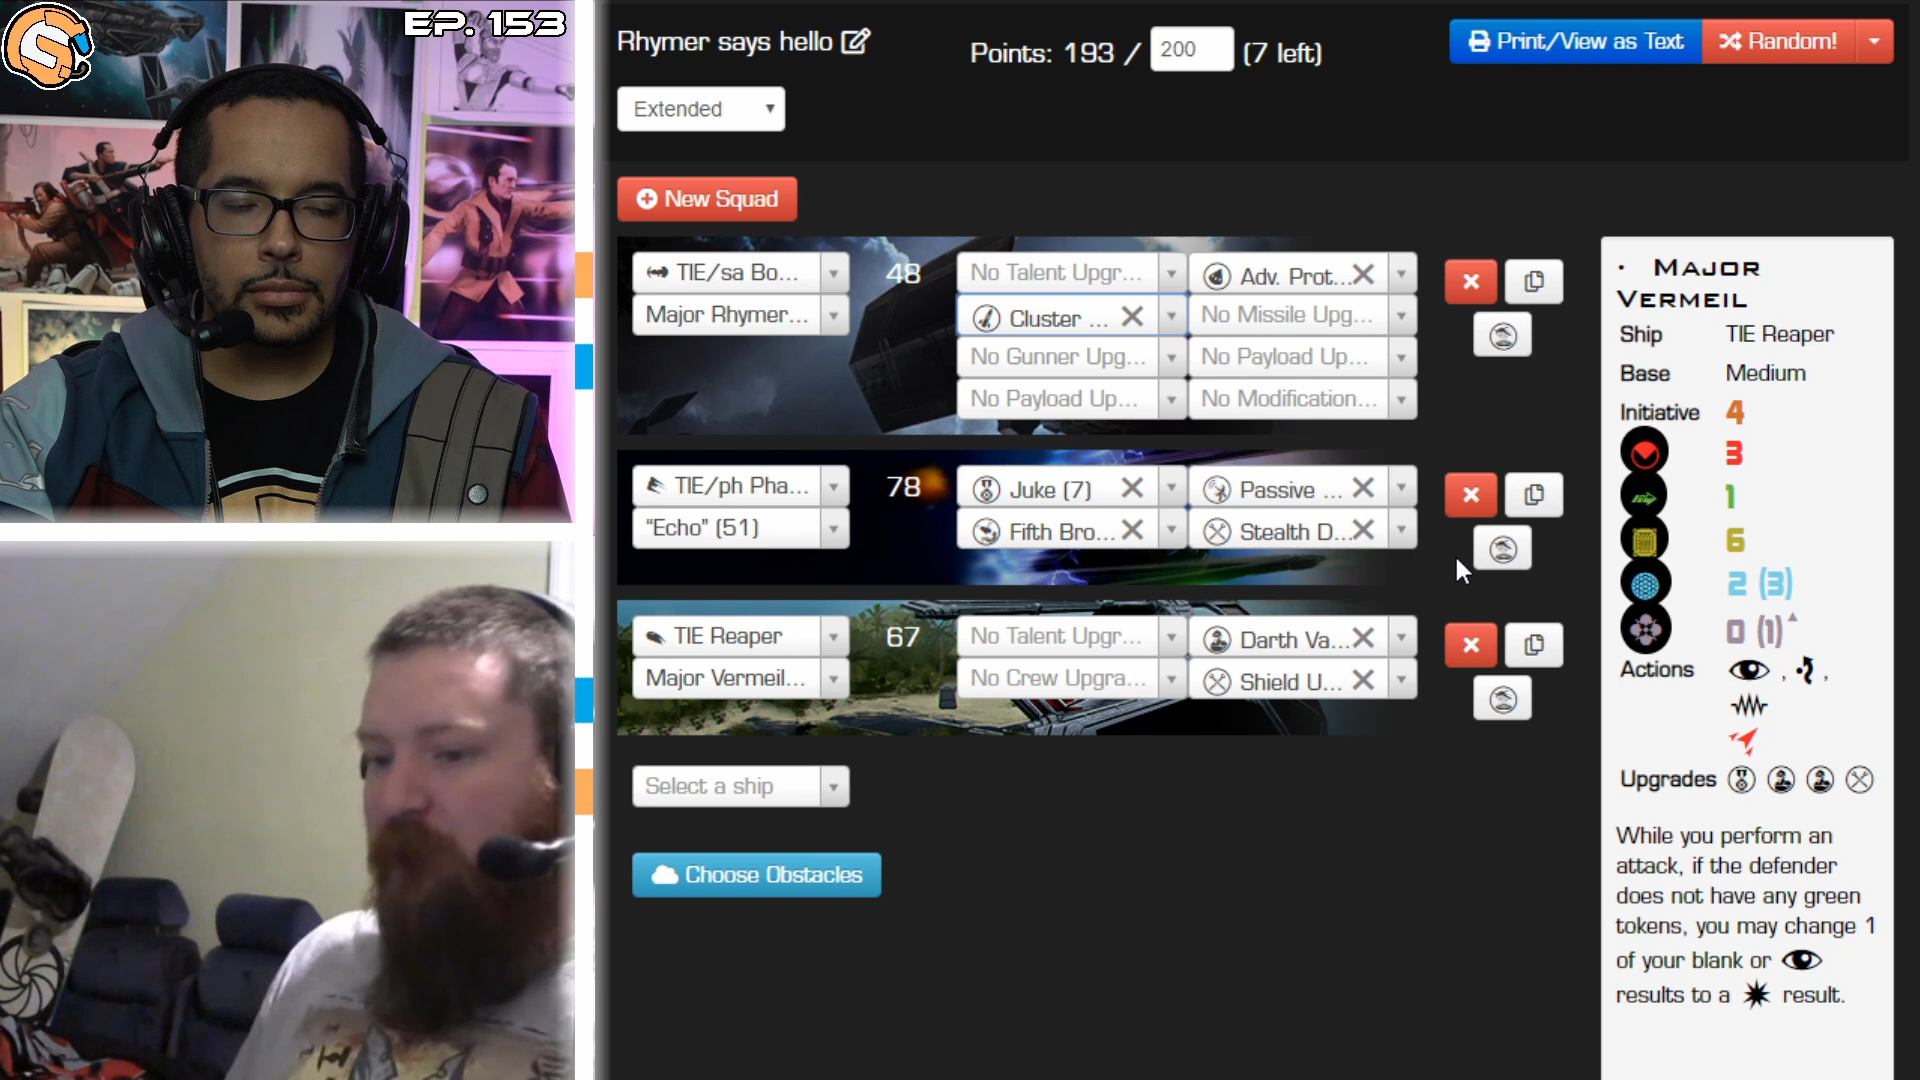 EP. 153
Rhymer says hello
Points: 193 / 200 (7 left)
Print/View as Text
Random!
Extended
New Squad
TIE/sa Bo...
48
No Talent Upgr...
Adv. Prot...
Major Rhymer...
Cluster ...
No Missile Upg...
No Gunner Upg...
No Payload Up...
No Payload Up...
No Modification...
TIE/ph Pha...
78
Juke (7)
Passive ...
"Echo" (51)
Fifth Bro...
Stealth D...
TIE Reaper
67
No Talent Upgr...
Darth Va...
Major Vermeil...
No Crew Upgra...
Shield U...
Select a ship
Choose Obstacles
· Major
Vermeil
Ship TIE Reaper
Base Medium
Initiative 4
3
1
6
2 (3)
0 (1)
Actions , ,
Upgrades
While you perform an
attack, if the defender
does not have any green
tokens, you may change 1
of your blank or
results to a result.